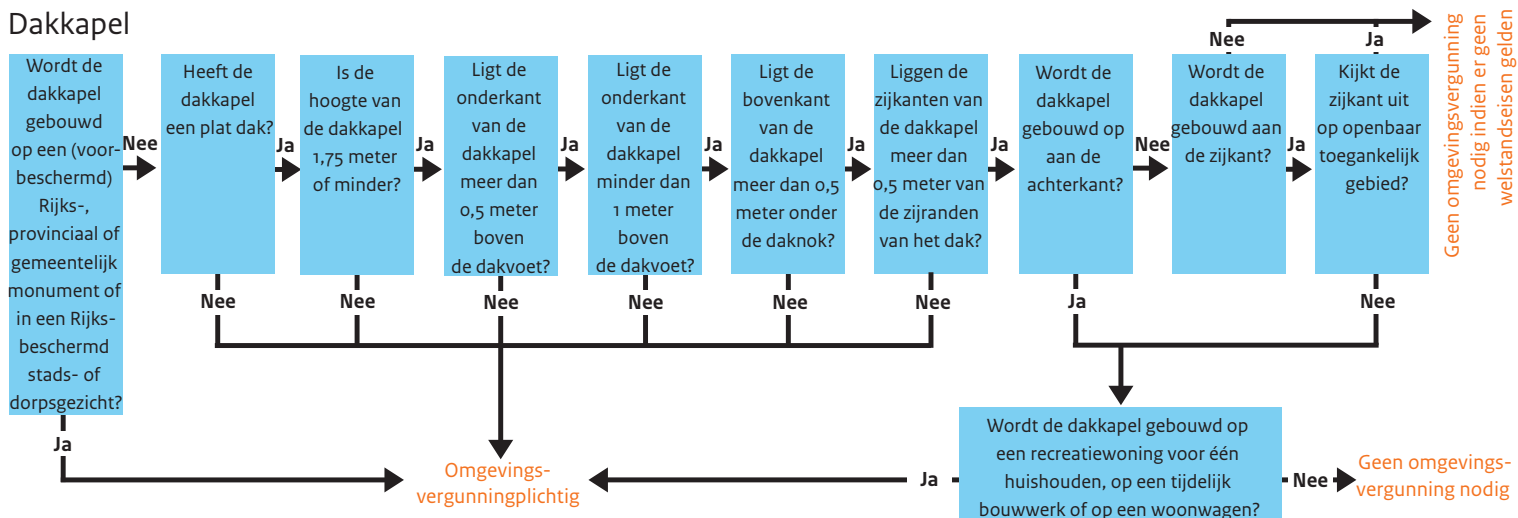 Dakkapel
Wordt de
dakkapel
gebouwd
op een (voor-
beschermd)
Rijks-,
provinciaal of
gemeentelijk
monument of
in een Rijks-
beschermd
stads- of
dorpsgezicht?
Nee
Ja
Heeft de
dakkapel
een plat dak?
Ja
Nee
Is de
hoogte van
de dakkapel
1,75 meter
of minder?
Ja
Nee
Ligt de
onderkant
van de
dakkapel
meer dan
0,5 meter
boven
de dakvoet?
Ja
Nee
Ligt de
onderkant
van de
dakkapel
minder dan
1 meter
boven
de dakvoet?
Ja
Nee
Ligt de
bovenkant
van de
dakkapel
meer dan 0,5
meter onder
de daknok?
Ja
Nee
Liggen de
zijkanten van
de dakkapel
meer dan
0,5 meter van
de zijranden
van het dak?
Ja
Nee
Wordt de
dakkapel
gebouwd op
aan de
achterkant?
Nee
Ja
Wordt de
dakkapel
gebouwd aan
de zijkant?
Nee
Ja
Kijkt de
zijkant uit
op openbaar
toegankelijk
gebied?
Ja
Nee
Geen omgevingsvergunning
nodig indien er geen
welstandseisen gelden
Wordt de dakkapel gebouwd op
een recreatiewoning voor één
huishouden, op een tijdelijk
bouwwerk of op een woonwagen?
Ja
Nee
Omgevings-
vergunningplichtig
Geen omgevings-
vergunning nodig